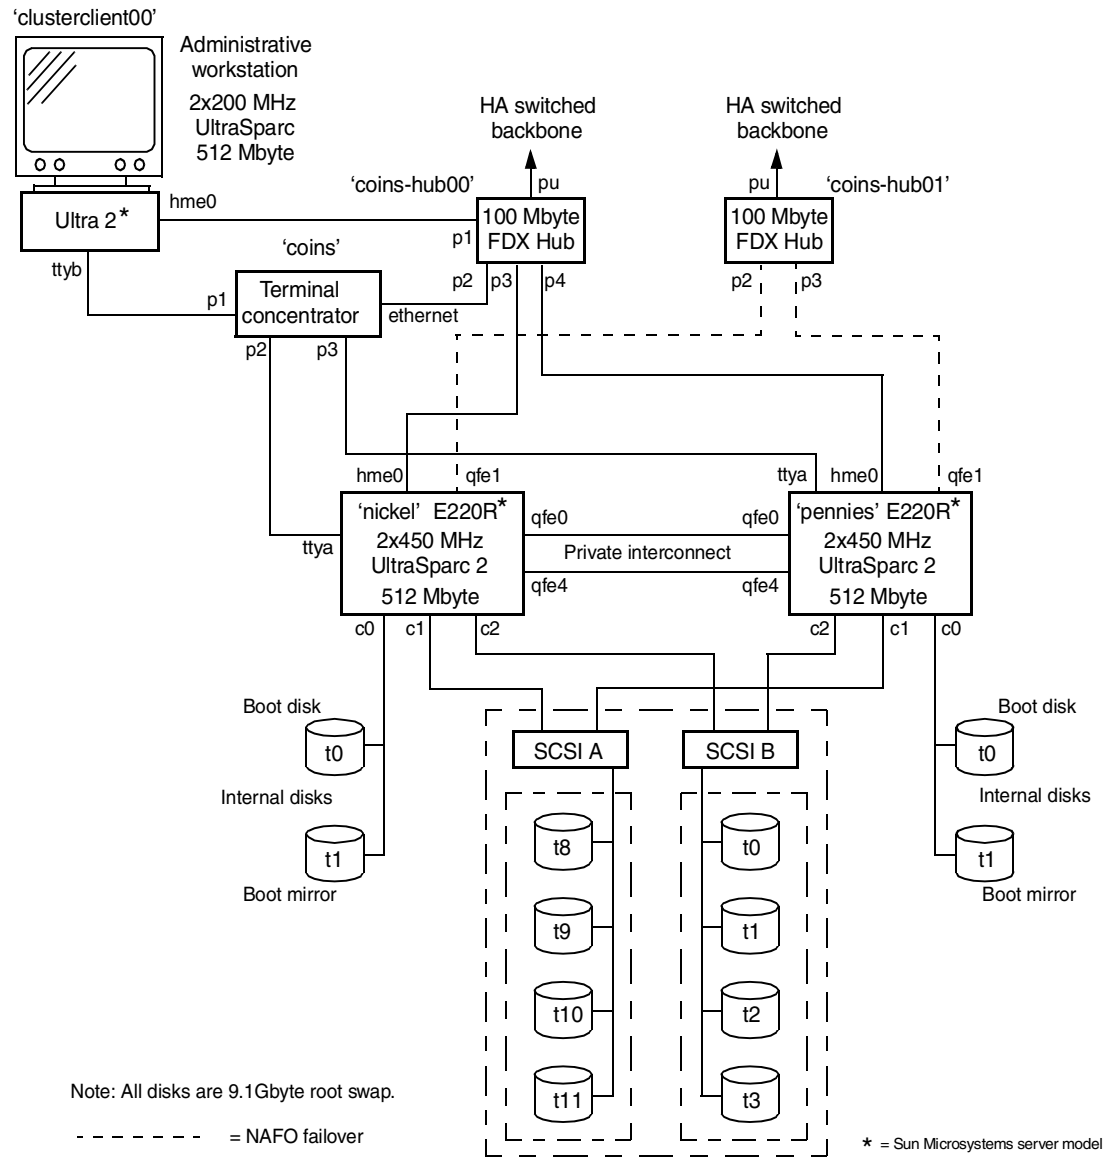 ‘clusterclient00’
Administrative
workstation
2x200 MHz
UltraSparc
512 Mbyte
HA switched
backbone
HA switched
backbone
‘coins-hub00’
pu
pu
‘coins-hub01’
hme0
Ultra 2*
100 Mbyte
FDX Hub
100 Mbyte
FDX Hub
p1
‘coins’
ttyb
p2
p3
p4
p2
p3
p1
Terminal
concentrator
ethernet
p2
p3
hme0
qfe1
ttya
hme0
qfe1
‘nickel’ E220R*
2x450 MHz
UltraSparc 2
512 Mbyte
qfe0
qfe0
‘pennies’ E220R*
2x450 MHz
UltraSparc 2
512 Mbyte
ttya
Private interconnect
qfe4
qfe4
c0
c1
c2
c2
c1
c0
Boot disk
Boot disk
t0
SCSI A
SCSI B
t0
Internal disks
Internal disks
t8
t0
t1
t1
Boot mirror
Boot mirror
t9
t1
t10
t2
t11
t3
Note: All disks are 9.1Gbyte root swap.
= NAFO failover
* = Sun Microsystems server model